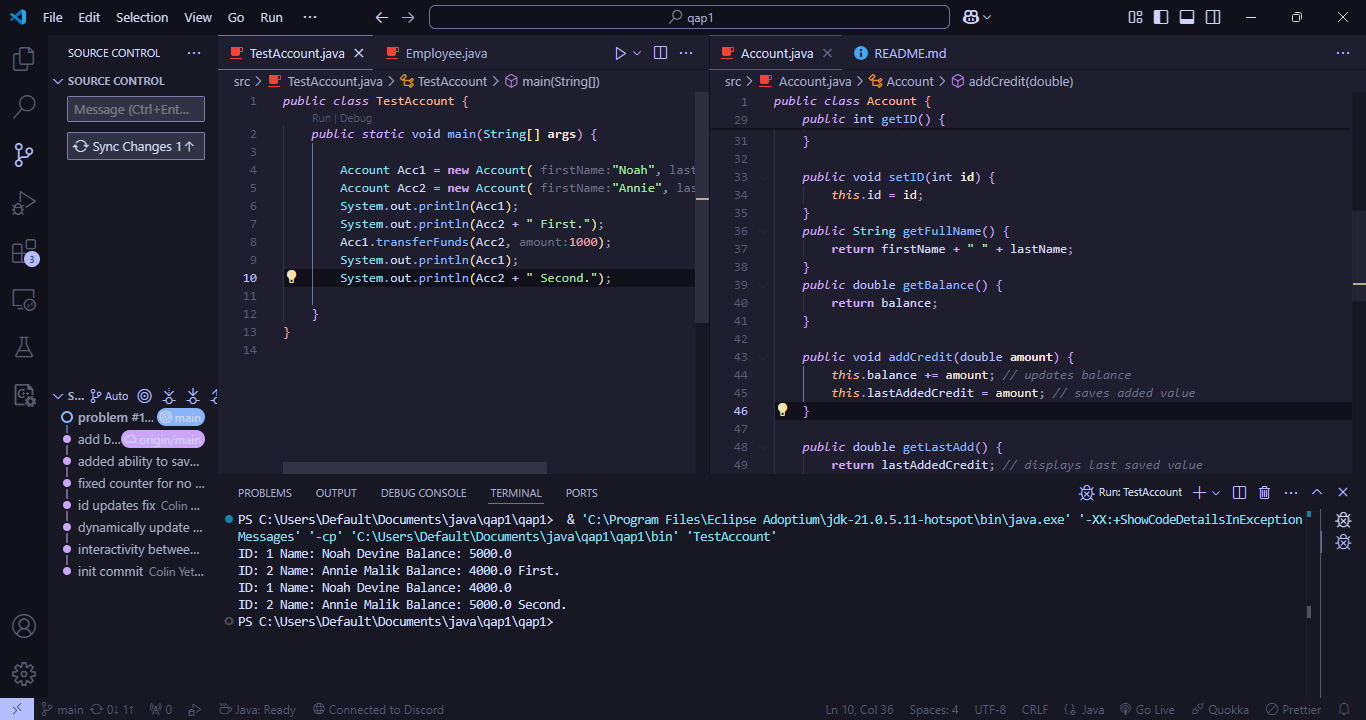 File Edit Selection View Go Run ··· qap1
SOURCE CONTROL ···
SOURCE CONTROL
Message (Ctrl+Ent...
Sync Changes 1↑
3
S... Auto
problem #1... main
add b... origin/main
added ability to sav...
fixed counter for no ...
id updates fix Colin ...
dynamically update ...
interactivity betwee...
init commit Colin Yet...
TestAccount.java
Employee.java
src > TestAccount.java > TestAccount > main(String[])
1 public class TestAccount {
Run | Debug
2 public static void main(String[] args) {
3
4 Account Acc1 = new Account( firstName:"Noah", last
5 Account Acc2 = new Account( firstName:"Annie", las
6 System.out.println(Acc1);
7 System.out.println(Acc2 + " First.");
8 Acc1.transferFunds(Acc2, amount:1000);
9 System.out.println(Acc1);
10 System.out.println(Acc2 + " Second.");
11
12 }
13 }
14
Account.java
README.md
src > Account.java > Account > addCredit(double)
1 public class Account {
29 public int getID() {
31 }
32
33 public void setID(int id) {
34 this.id = id;
35 }
36 public String getFullName() {
37 return firstName + " " + lastName;
38 }
39 public double getBalance() {
40 return balance;
41 }
42
43 public void addCredit(double amount) {
44 this.balance += amount; // updates balance
45 this.lastAddedCredit = amount; // saves added value
46 }
47
48 public double getLastAdd() {
49 return lastAddedCredit; // displays last saved value
PROBLEMS OUTPUT DEBUG CONSOLE TERMINAL PORTS
Run: TestAccount
PS C:\Users\Default\Documents\java\qap1\qap1> & 'C:\Program Files\Eclipse Adoptium\jdk-21.0.5.11-hotspot\bin\java.exe' '-XX:+ShowCodeDetailsInException
Messages' '-cp' 'C:\Users\Default\Documents\java\qap1\qap1\bin' 'TestAccount'
ID: 1 Name: Noah Devine Balance: 5000.0
ID: 2 Name: Annie Malik Balance: 4000.0 First.
ID: 1 Name: Noah Devine Balance: 4000.0
ID: 2 Name: Annie Malik Balance: 5000.0 Second.
PS C:\Users\Default\Documents\java\qap1\qap1>
main 0↓ 1↑ 0 Java: Ready Connected to Discord Ln 10, Col 36 Spaces: 4 UTF-8 CRLF {} Java Go Live Quokka Prettier